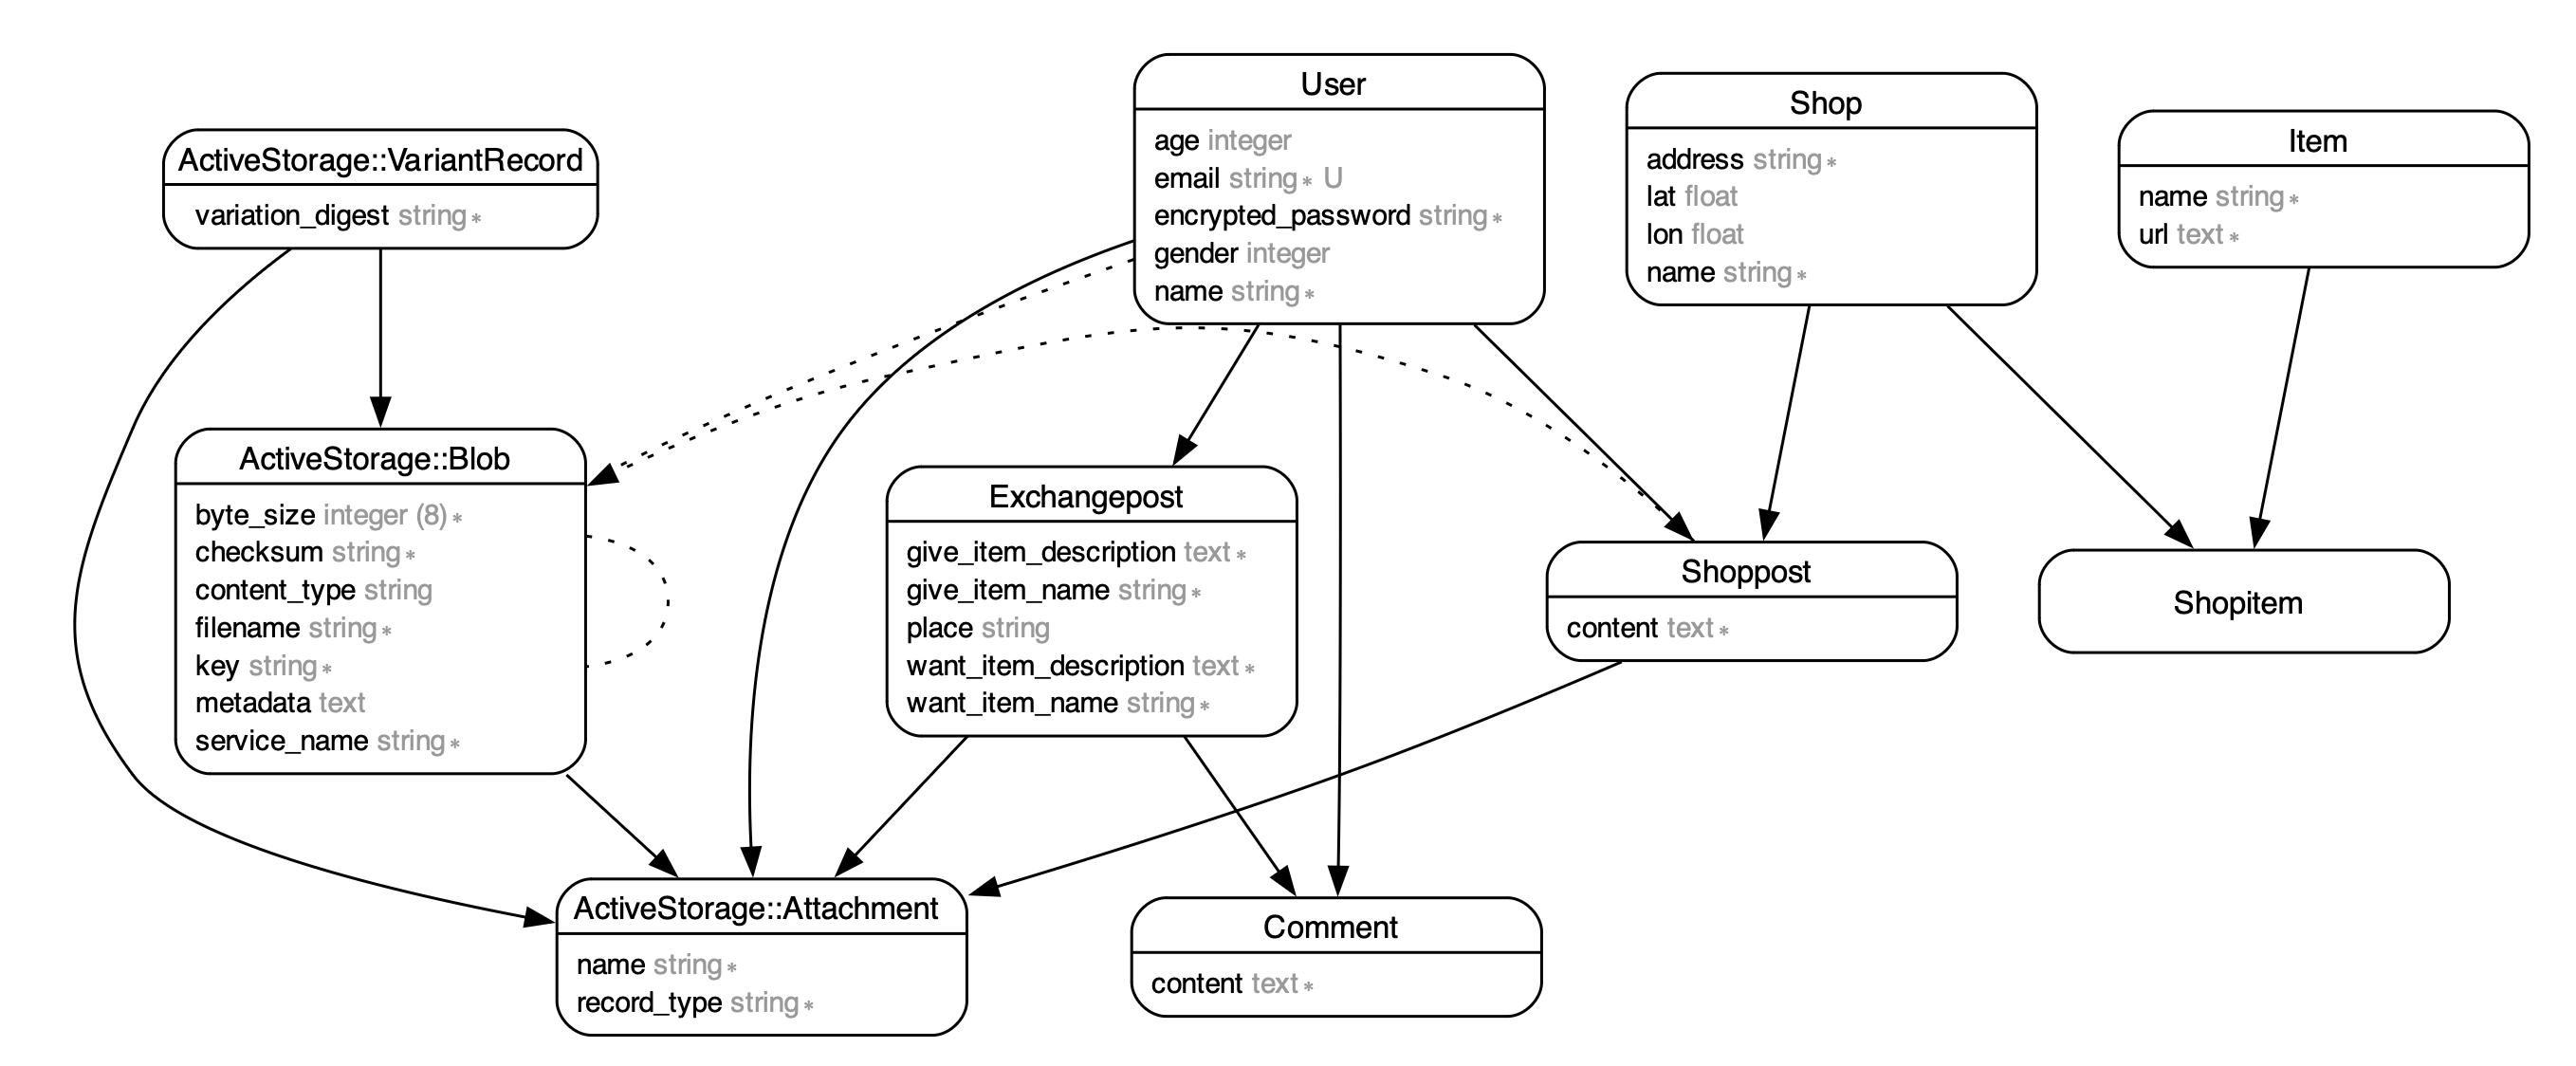 User
age integer
email string* U
encrypted_password string*
gender integer
name string*
Shop
address string*
lat float
lon float
name string*
Item
name string*
url text*
ActiveStorage::VariantRecord
variation_digest string*
ActiveStorage::Blob
byte_size integer (8)*
checksum string*
content_type string
filename string*
key string*
metadata text
service_name string*
Exchangepost
give_item_description text*
give_item_name string*
place string
want_item_description text*
want_item_name string*
Shoppost
content text*
Shopitem
ActiveStorage::Attachment
name string*
record_type string*
Comment
content text*